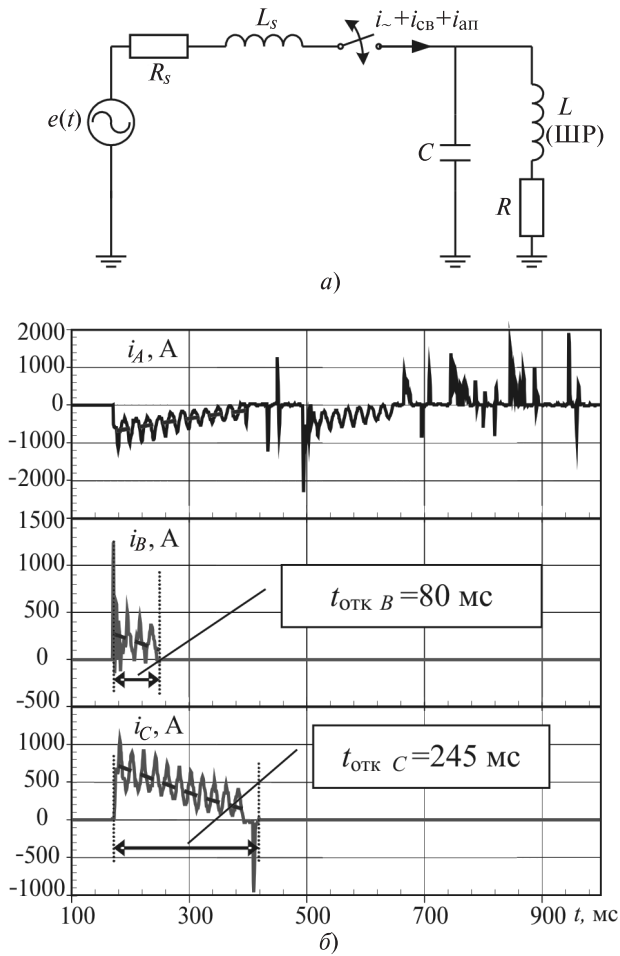 Ls
i~+iсв+iап
Rs
e(t)
L
(ШР)
C
R
а)
2000
iA, А
1000
0
-1000
-2000
1500
iB, А
1000
tотк B=80 мс
500
0
-500
iC, А
1000
tотк C=245 мс
500
0
-500
-1000
100 300 500 700 900 t, мс
б)